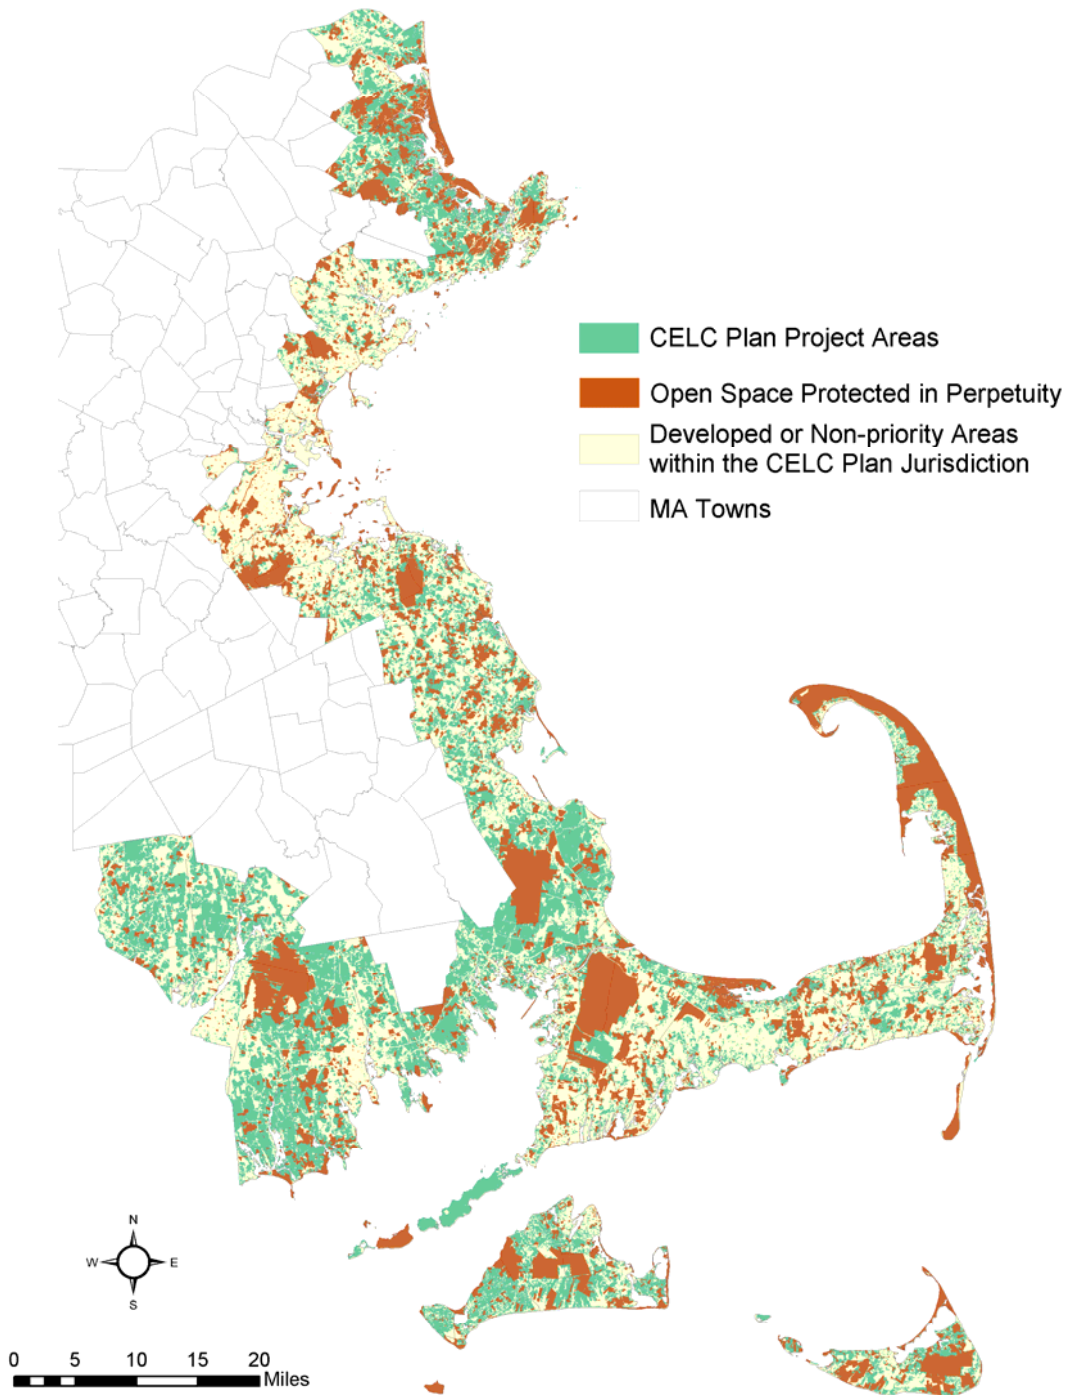 CELC Plan Project Areas
Open Space Protected in Perpetuity
Developed or Non-priority Areas
within the CELC Plan Jurisdiction
MA Towns
N
W E
S
0 5 10 15 20
Miles